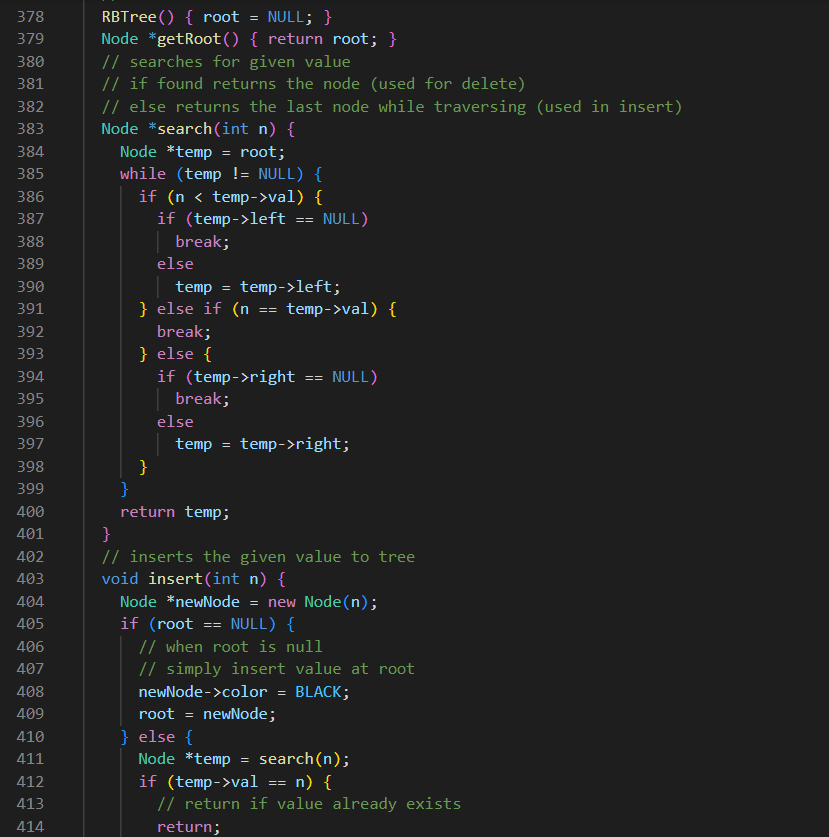 378 RBTree() { root = NULL; }
379 Node *getRoot() { return root; }
380 // searches for given value
381 // if found returns the node (used for delete)
382 // else returns the last node while traversing (used in insert)
383 Node *search(int n) {
384 Node *temp = root;
385 while (temp != NULL) {
386 if (n < temp->val) {
387 if (temp->left == NULL)
388 break;
389 else
390 temp = temp->left;
391 } else if (n == temp->val) {
392 break;
393 } else {
394 if (temp->right == NULL)
395 break;
396 else
397 temp = temp->right;
398 }
399 }
400 return temp;
401 }
402 // inserts the given value to tree
403 void insert(int n) {
404 Node *newNode = new Node(n);
405 if (root == NULL) {
406 // when root is null
407 // simply insert value at root
408 newNode->color = BLACK;
409 root = newNode;
410 } else {
411 Node *temp = search(n);
412 if (temp->val == n) {
413 // return if value already exists
414 return;